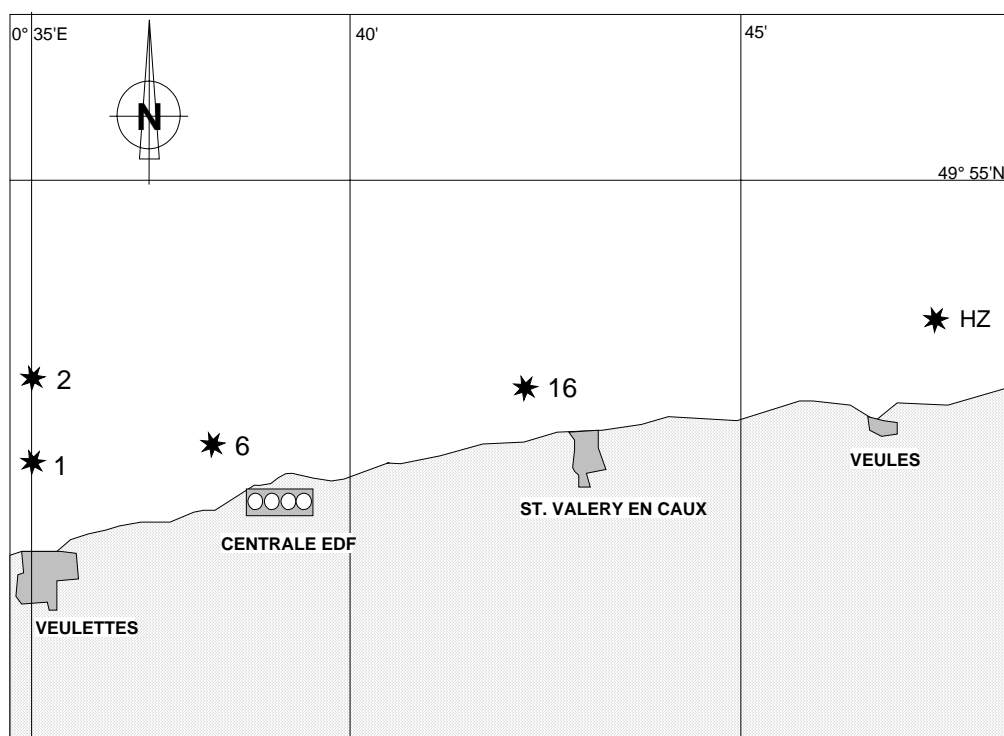 0° 35'E
40'
45'
N
49° 55'N
HZ
2
16
6
1
VEULES
ST. VALERY EN CAUX
CENTRALE EDF
VEULETTES